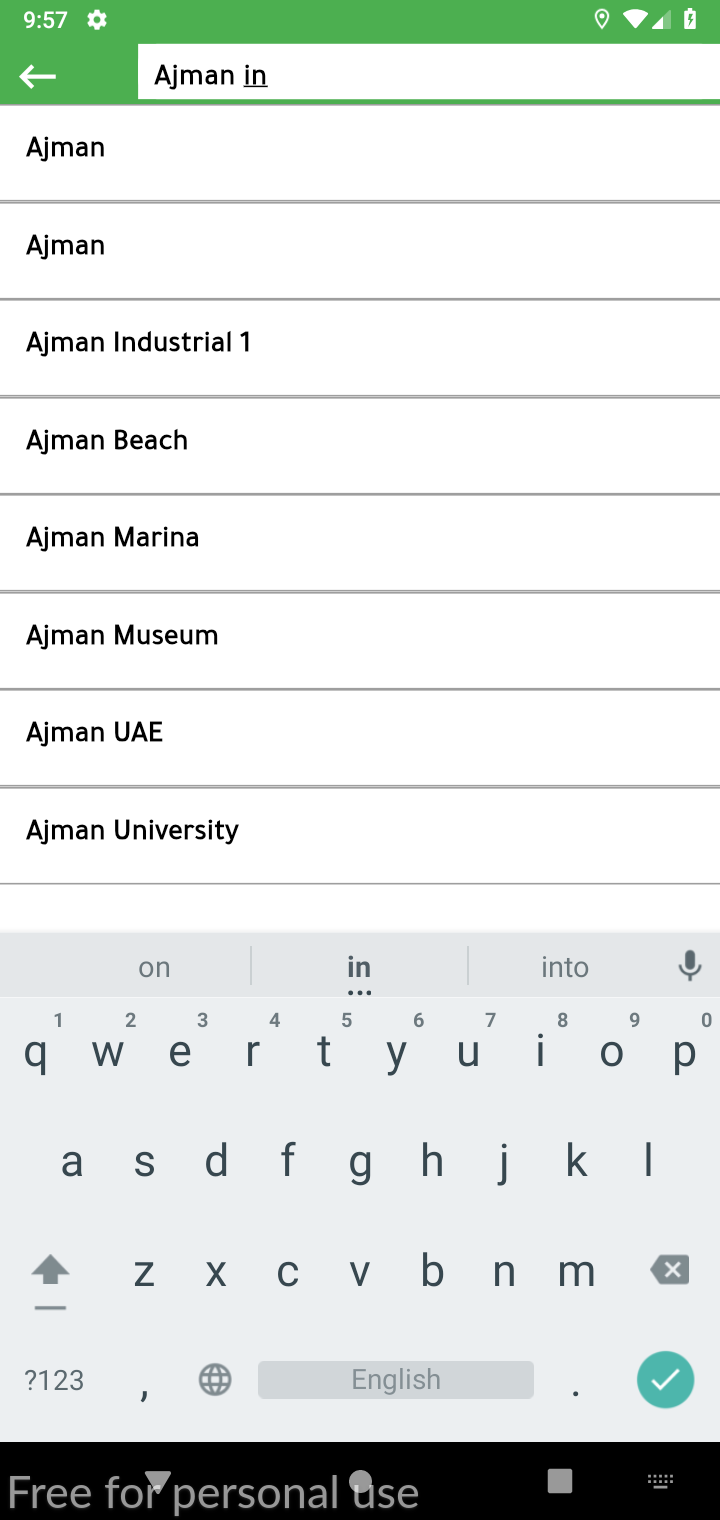 9:57
Ajman in
Ajman
Ajman
Ajman Industrial 1
Ajman Beach
Ajman Marina
Ajman Museum
Ajman UAE
Ajman University
on in into
1 2 3 4 5 6 7 8 9 0
q w e r t y u i o p
a s d f g h j k l
z x c v b n m
?123 , English .
Free for personal use